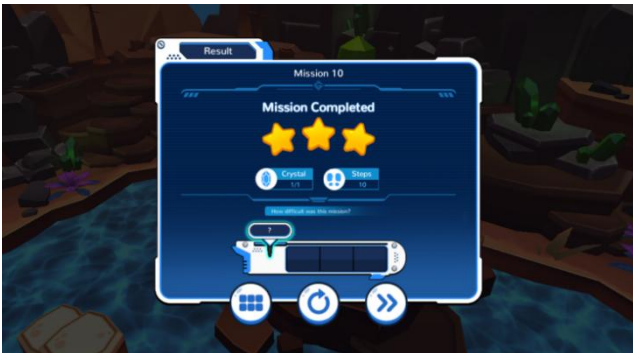 Result
Mission 10
Mission Completed
Crystal
1/1
Steps
10
How difficult was this mission?
?